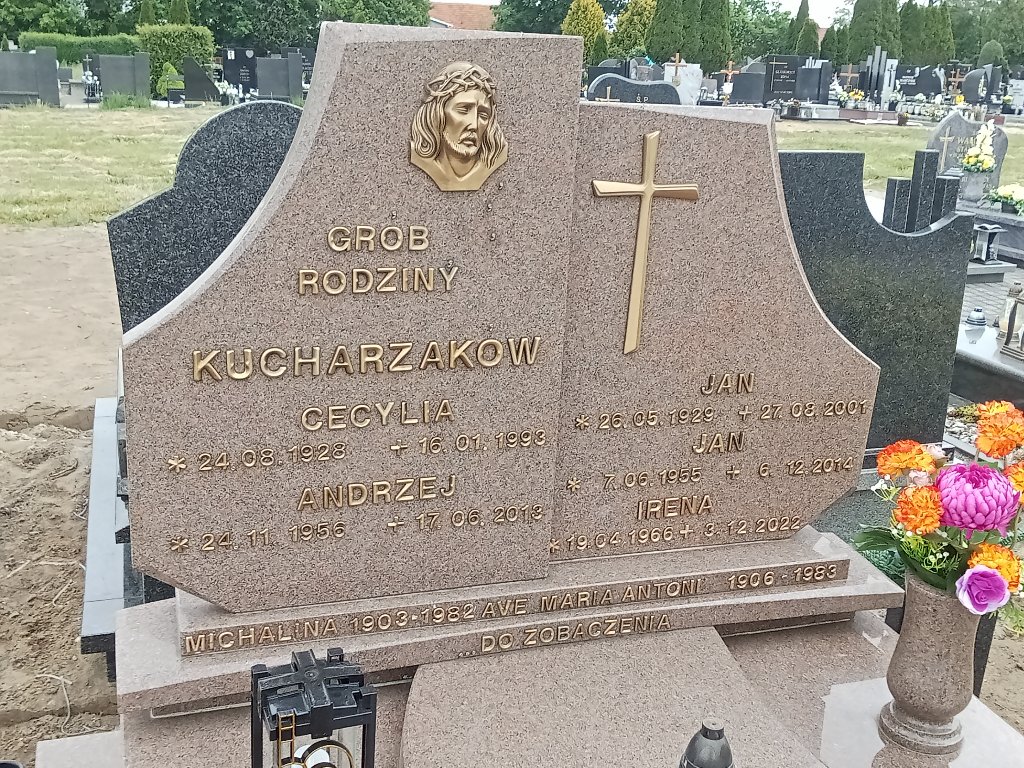 GRÓB
RODZINY
KUCHARZAKÓW
CECYLIA
* 24.08.1928 + 16.01.1993
ANDRZEJ
* 24.11.1956 + 17.06.2013
JAN
* 26.05.1929 + 27.08.2001
JAN
* 7.06.1955 + 6.12.2014
IRENA
*19.04.1966 + 3.12.2022
MICHALINA 1903-1982 AVE MARIA ANTONI 1906-1983
...DO ZOBACZENIA
Ś.P.